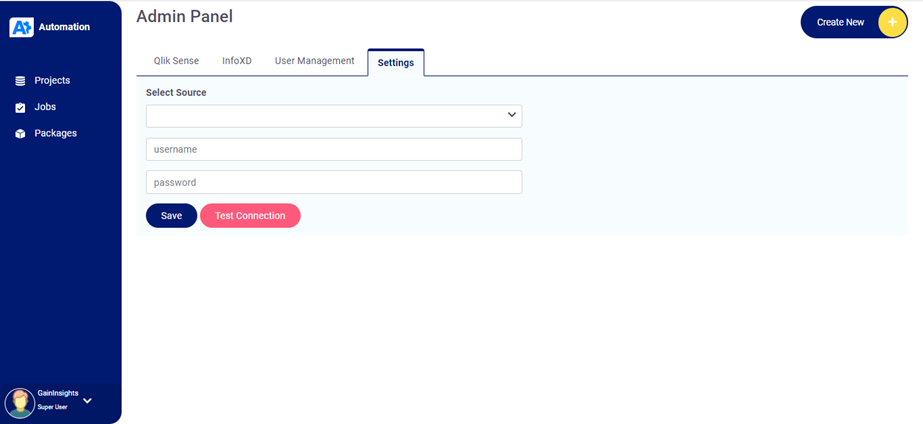 A+ Automation
Admin Panel
Create New +
Qlik Sense InfoXD User Management Settings
Projects
Jobs
Packages
Select Source
username
password
Save Test Connection
GainInsights
Super User